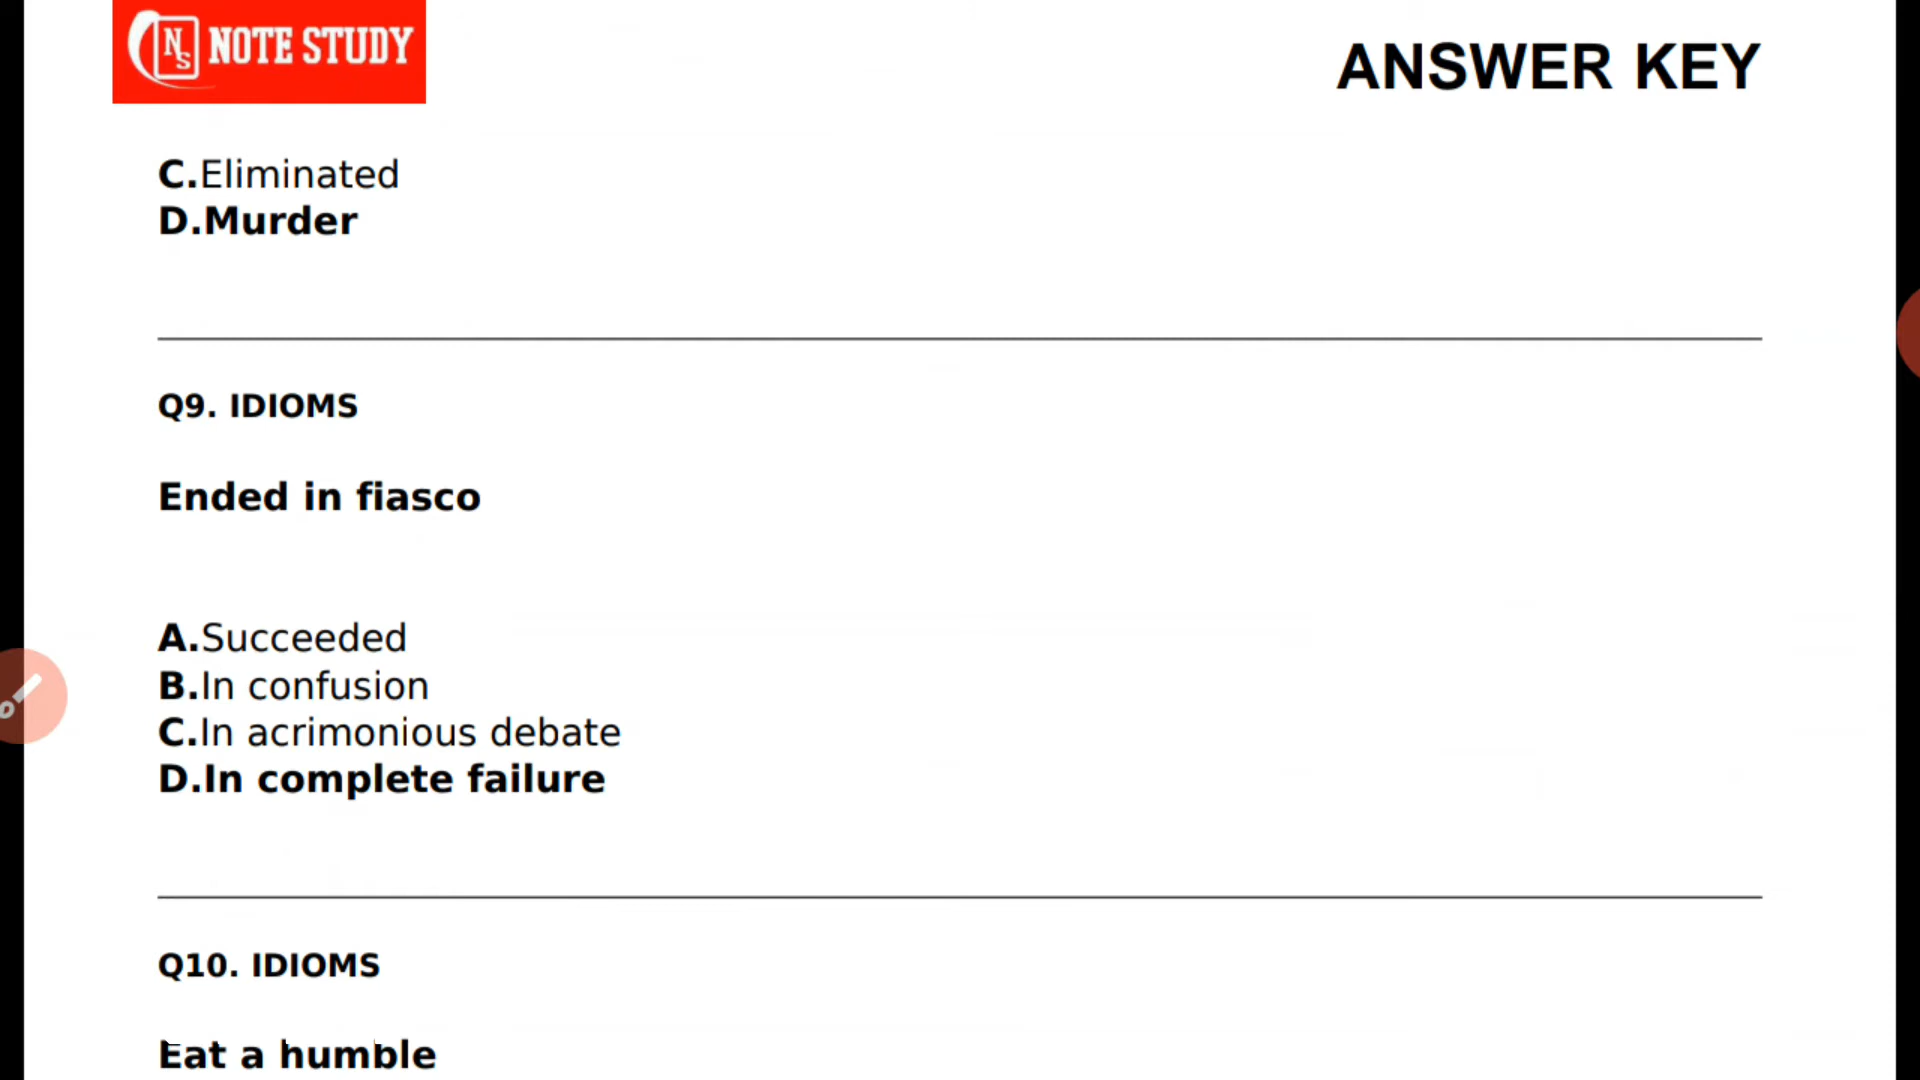 NS NOTE STUDY
ANSWER KEY
C.Eliminated
D.Murder
Q9. IDIOMS
Ended in fiasco
A.Succeeded
B.In confusion
C.In acrimonious debate
D.In complete failure
Q10. IDIOMS
Eat a humble